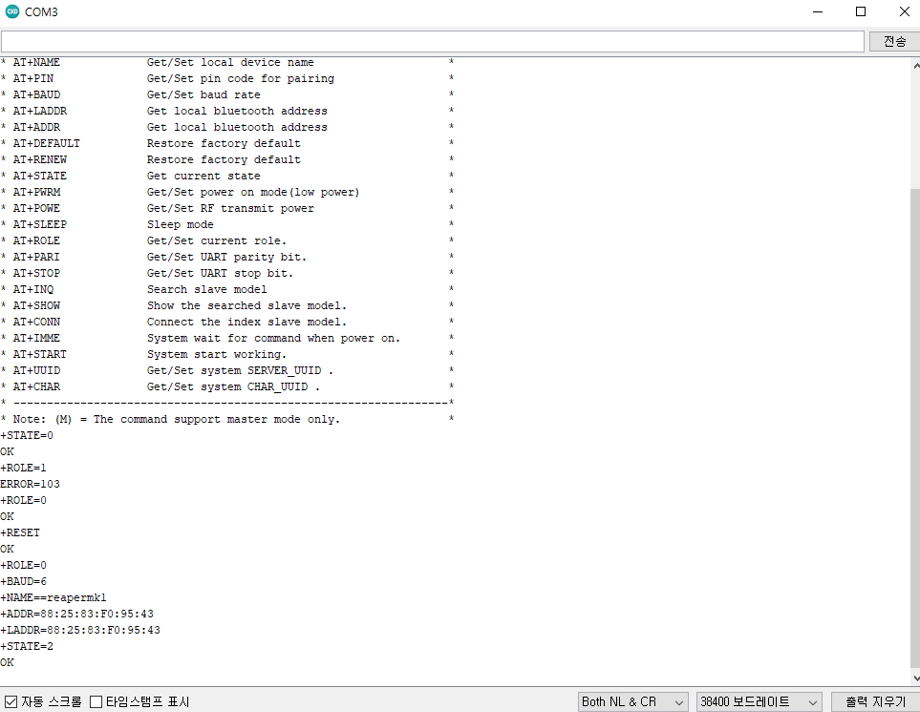 COM3
전송
* AT+NAME Get/Set local device name *
* AT+PIN Get/Set pin code for pairing *
* AT+BAUD Get/Set baud rate *
* AT+LADDR Get local bluetooth address *
* AT+ADDR Get local bluetooth address *
* AT+DEFAULT Restore factory default *
* AT+RENEW Restore factory default *
* AT+STATE Get current state *
* AT+PWRM Get/Set power on mode(low power) *
* AT+POWE Get/Set RF transmit power *
* AT+SLEEP Sleep mode *
* AT+ROLE Get/Set current role. *
* AT+PARI Get/Set UART parity bit. *
* AT+STOP Get/Set UART stop bit. *
* AT+INQ Search slave model *
* AT+SHOW Show the searched slave model. *
* AT+CONN Connect the index slave model. *
* AT+IMME System wait for command when power on. *
* AT+START System start working. *
* AT+UUID Get/Set system SERVER_UUID . *
* AT+CHAR Get/Set system CHAR_UUID . *
* -----------------------------------------------------------------*
* Note: (M) = The command support master mode only. *
+STATE=0
OK
+ROLE=1
ERROR=103
+ROLE=0
OK
+RESET
OK
+ROLE=0
+BAUD=6
+NAME==reapermk1
+ADDR=88:25:83:F0:95:43
+LADDR=88:25:83:F0:95:43
+STATE=2
OK
자동 스크롤 타임스탬프 표시 Both NL & CR 38400 보드레이트 출력 지우기